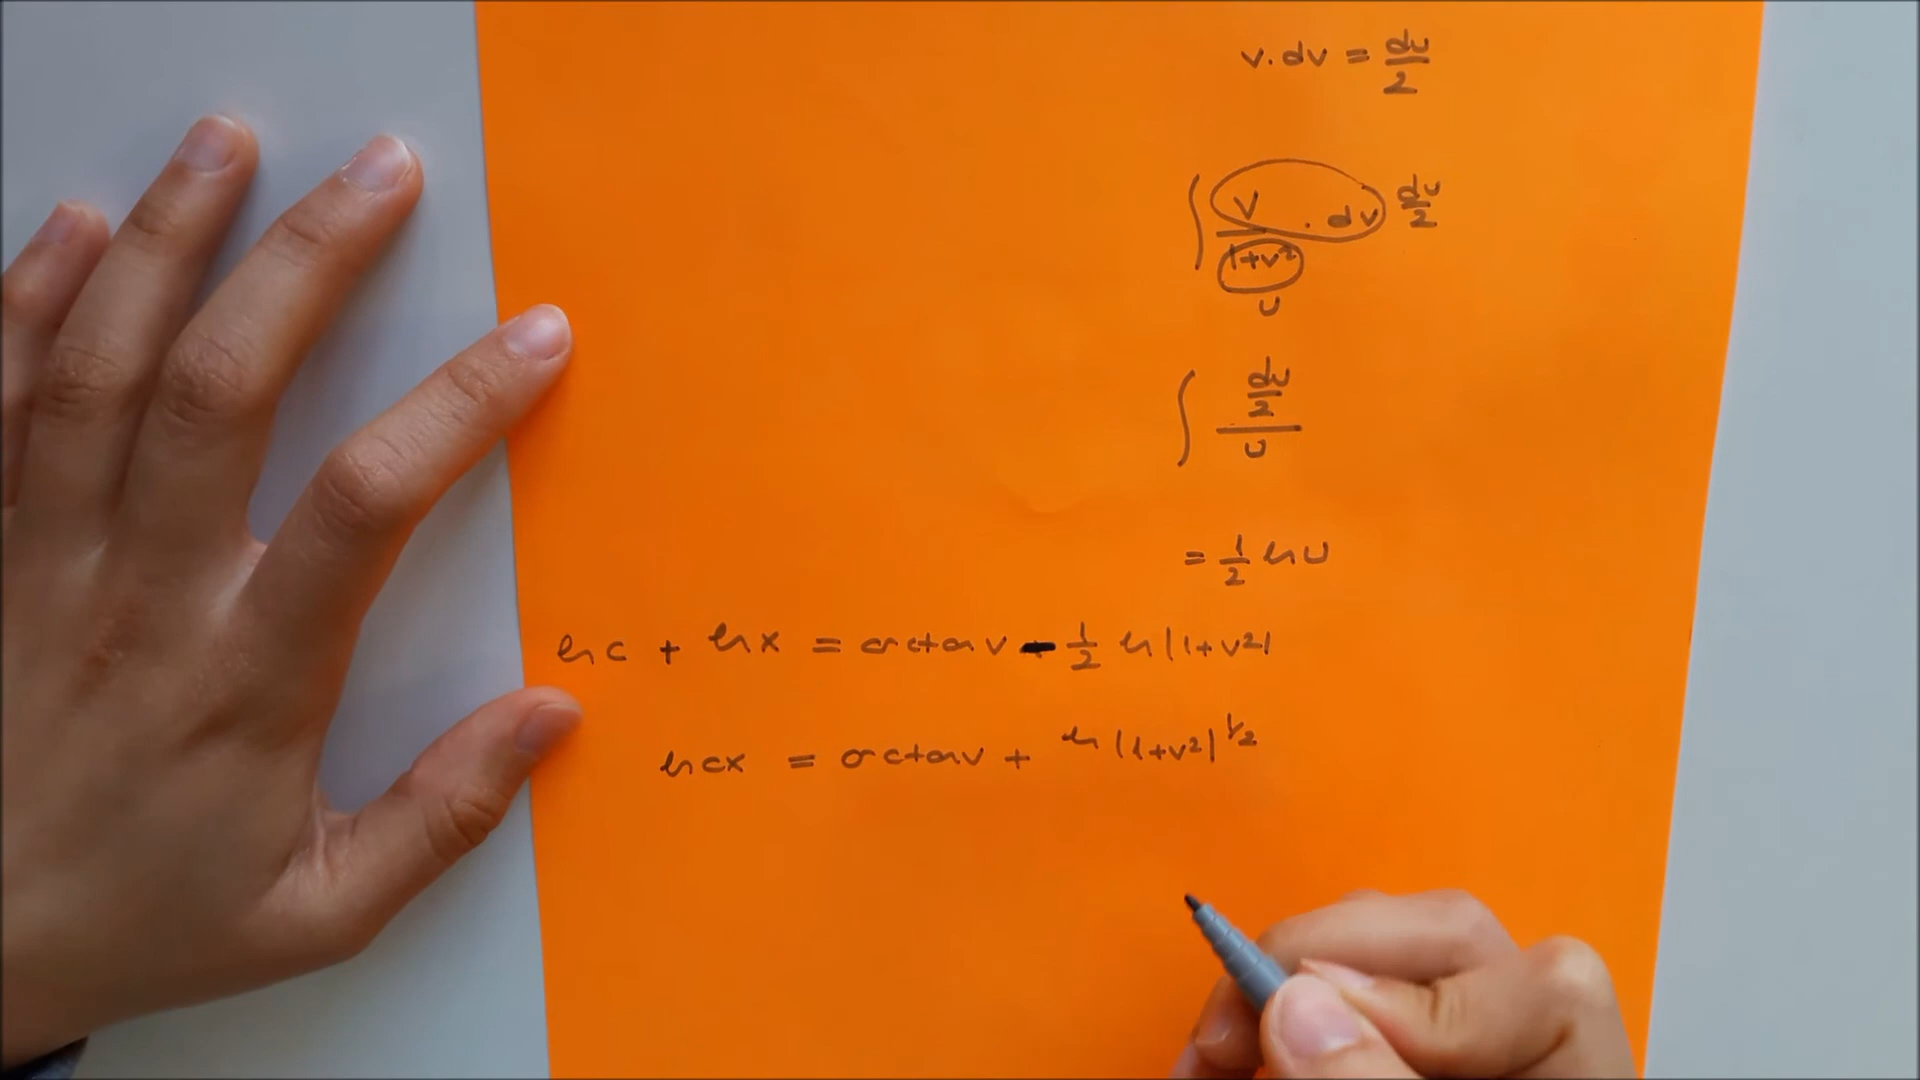 v.dv = du/2
∫ v/(1+v²) . dv du/2
u
∫ (du/2)/u
= 1/2 ln u
ln c + ln x = arctan v - 1/2 ln |1+v²|
ln cx = arctan v + ln |1+v²|^1/2